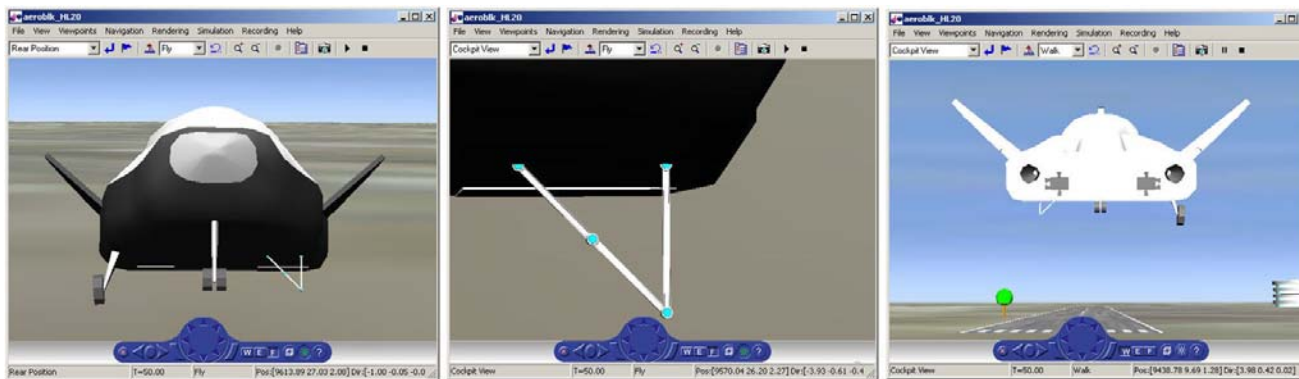 aeroblk_HL20
File View Viewpoints Navigation Rendering Simulation Recording Help
Rear Position Fly
W E F ?
Rear Position T=50.00 Fly Pos:[9613.89 27.03 2.00] Dir:[-1.00 -0.05 -0.0
aeroblk_HL20
File View Viewpoints Navigation Rendering Simulation Recording Help
Cockpit View Fly
W E F ?
Cockpit View T=50.00 Fly Pos:[9570.04 26.20 2.27] Dir:[-3.93 -0.61 -0.4
aeroblk_HL20
File View Viewpoints Navigation Rendering Simulation Recording Help
Cockpit View Walk
W E F ?
Cockpit View T=50.00 Walk Pos:[9438.78 9.69 1.28] Dir:[3.98 0.42 0.02]